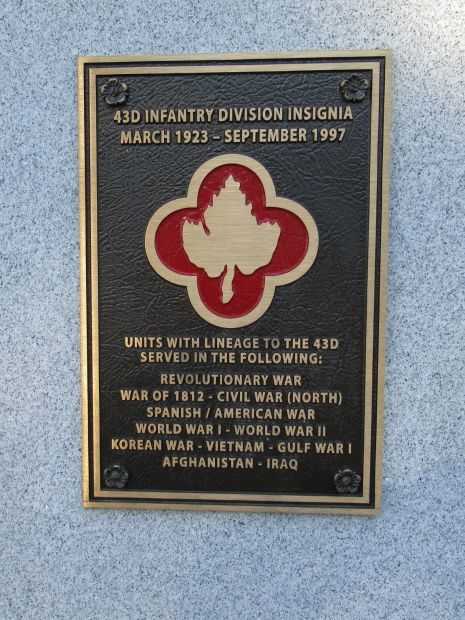 43D INFANTRY DIVISION INSIGNIA
MARCH 1923 – SEPTEMBER 1997
UNITS WITH LINEAGE TO THE 43D
SERVED IN THE FOLLOWING:
REVOLUTIONARY WAR
WAR OF 1812 - CIVIL WAR (NORTH)
SPANISH / AMERICAN WAR
WORLD WAR I - WORLD WAR II
KOREAN WAR - VIETNAM - GULF WAR I
AFGHANISTAN - IRAQ